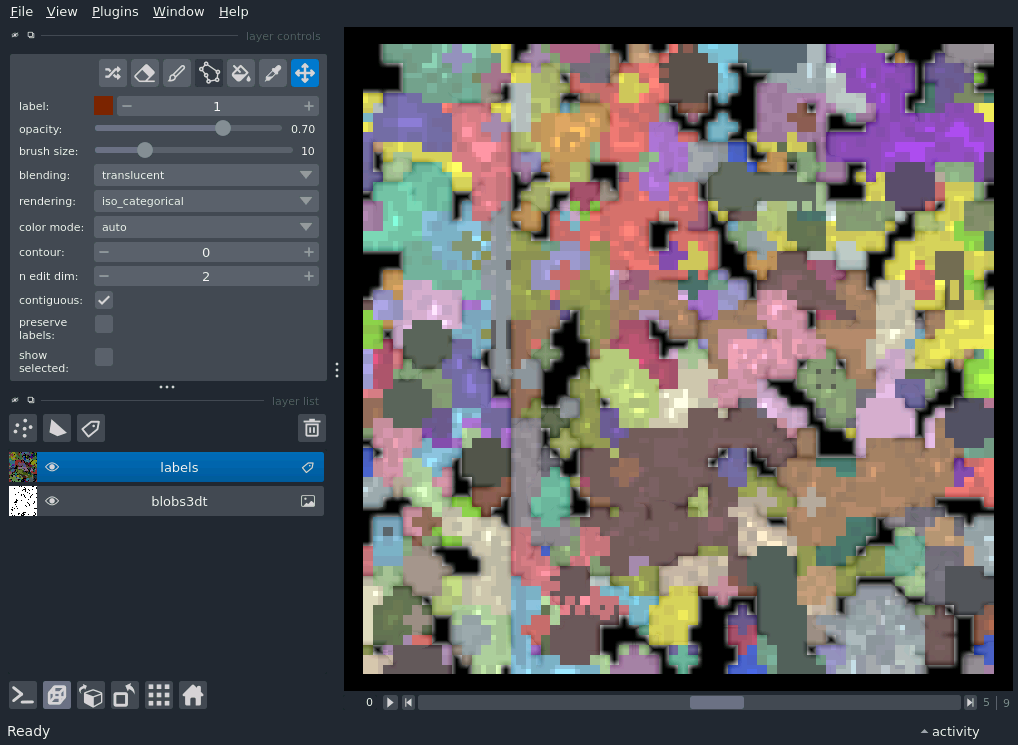 File View Plugins Window Help
layer controls
label: 1
opacity: 0.70
brush size: 10
blending: translucent
rendering: iso_categorical
color mode: auto
contour: 0
n edit dim: 2
contiguous:
preserve
labels:
show
selected:
layer list
labels
blobs3dt
0 5 9
Ready activity